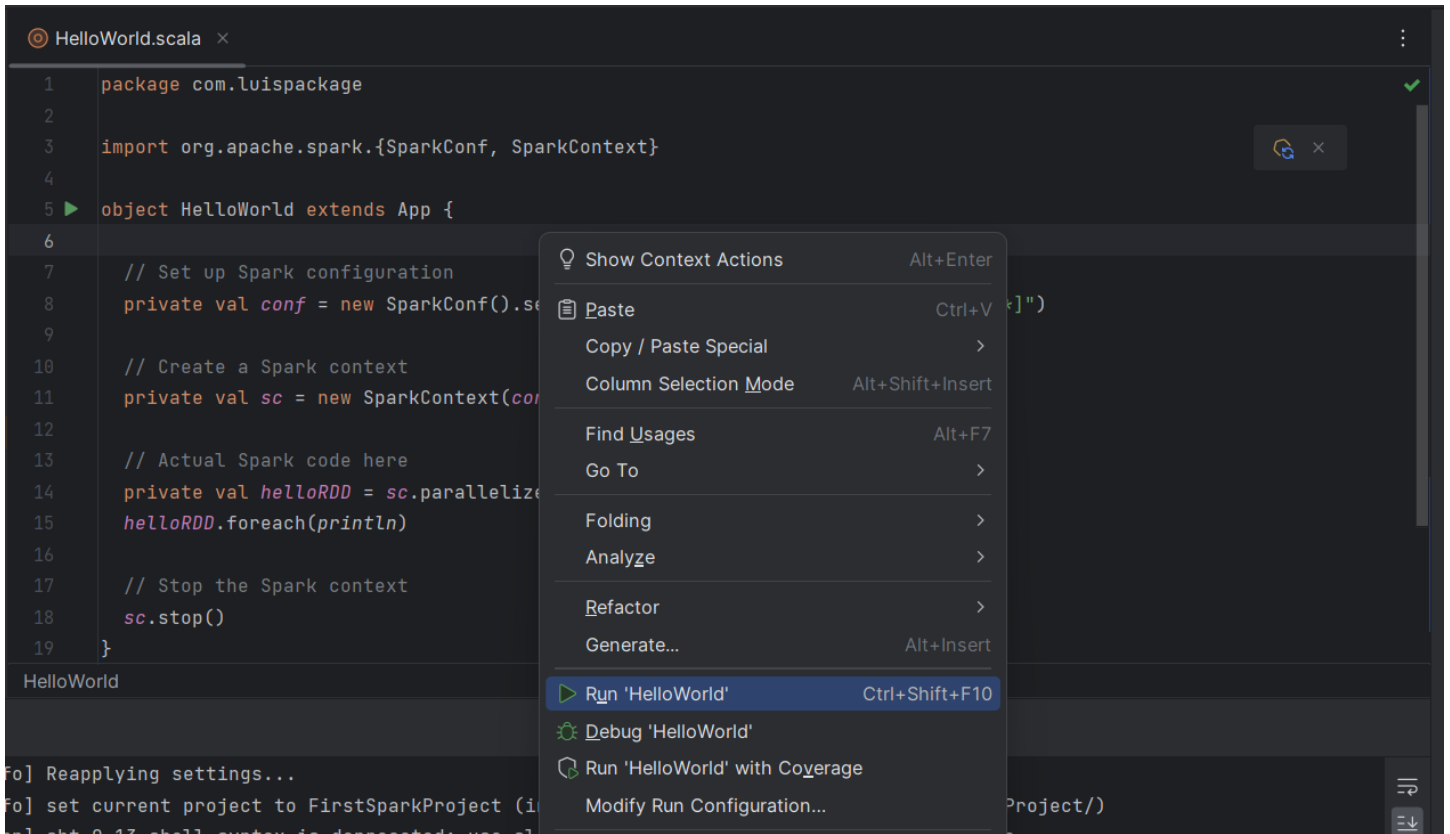 HelloWorld.scala
1 package com.luispackage
2
3 import org.apache.spark.{SparkConf, SparkContext}
4
5 object HelloWorld extends App {
6
7 // Set up Spark configuration
8 private val conf = new SparkConf().se *]")
9
10 // Create a Spark context
11 private val sc = new SparkContext(con
12
13 // Actual Spark code here
14 private val helloRDD = sc.parallelize
15 helloRDD.foreach(println)
16
17 // Stop the Spark context
18 sc.stop()
19 }
HelloWorld
Show Context Actions Alt+Enter
Paste Ctrl+V
Copy / Paste Special
Column Selection Mode Alt+Shift+Insert
Find Usages Alt+F7
Go To
Folding
Analyze
Refactor
Generate... Alt+Insert
Run 'HelloWorld' Ctrl+Shift+F10
Debug 'HelloWorld'
Run 'HelloWorld' with Coverage
Modify Run Configuration...
fo] Reapplying settings...
fo] set current project to FirstSparkProject (i Project/)